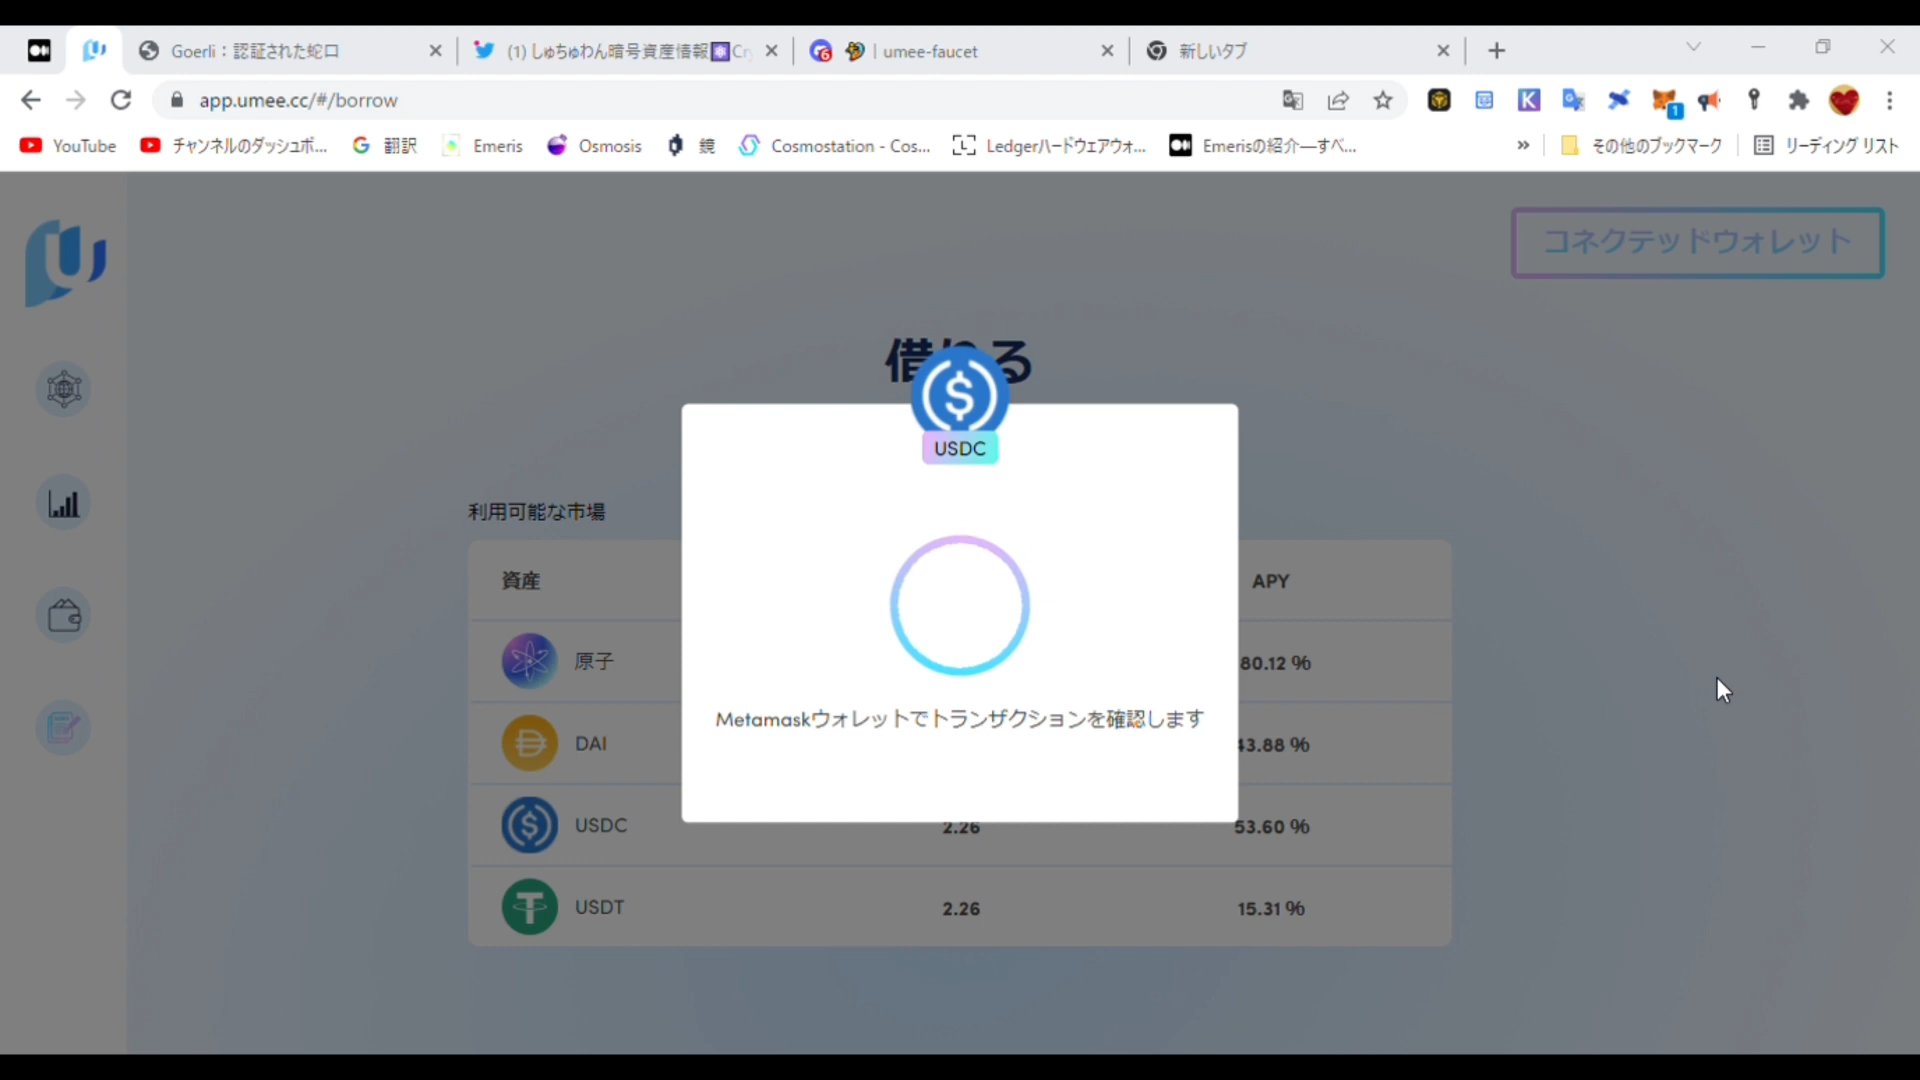 Goerli：認証された蛇口
(1) しゅちゅわん暗号資産情報⚛Cry
| umee-faucet
新しいタブ
app.umee.cc/#/borrow
1
YouTube
チャンネルのダッシュボ...
翻訳
Emeris
Osmosis
鏡
Cosmostation - Cos...
Ledgerハードウェアウォ...
Emerisの紹介—すべ...
»
その他のブックマーク
リーディング リスト
コネクテッドウォレット
借りる
USDC
利用可能な市場
資産
APY
原子
80.12 %
Metamaskウォレットでトランザクションを確認します
DAI
43.88 %
USDC
2.26
53.60 %
USDT
2.26
15.31 %